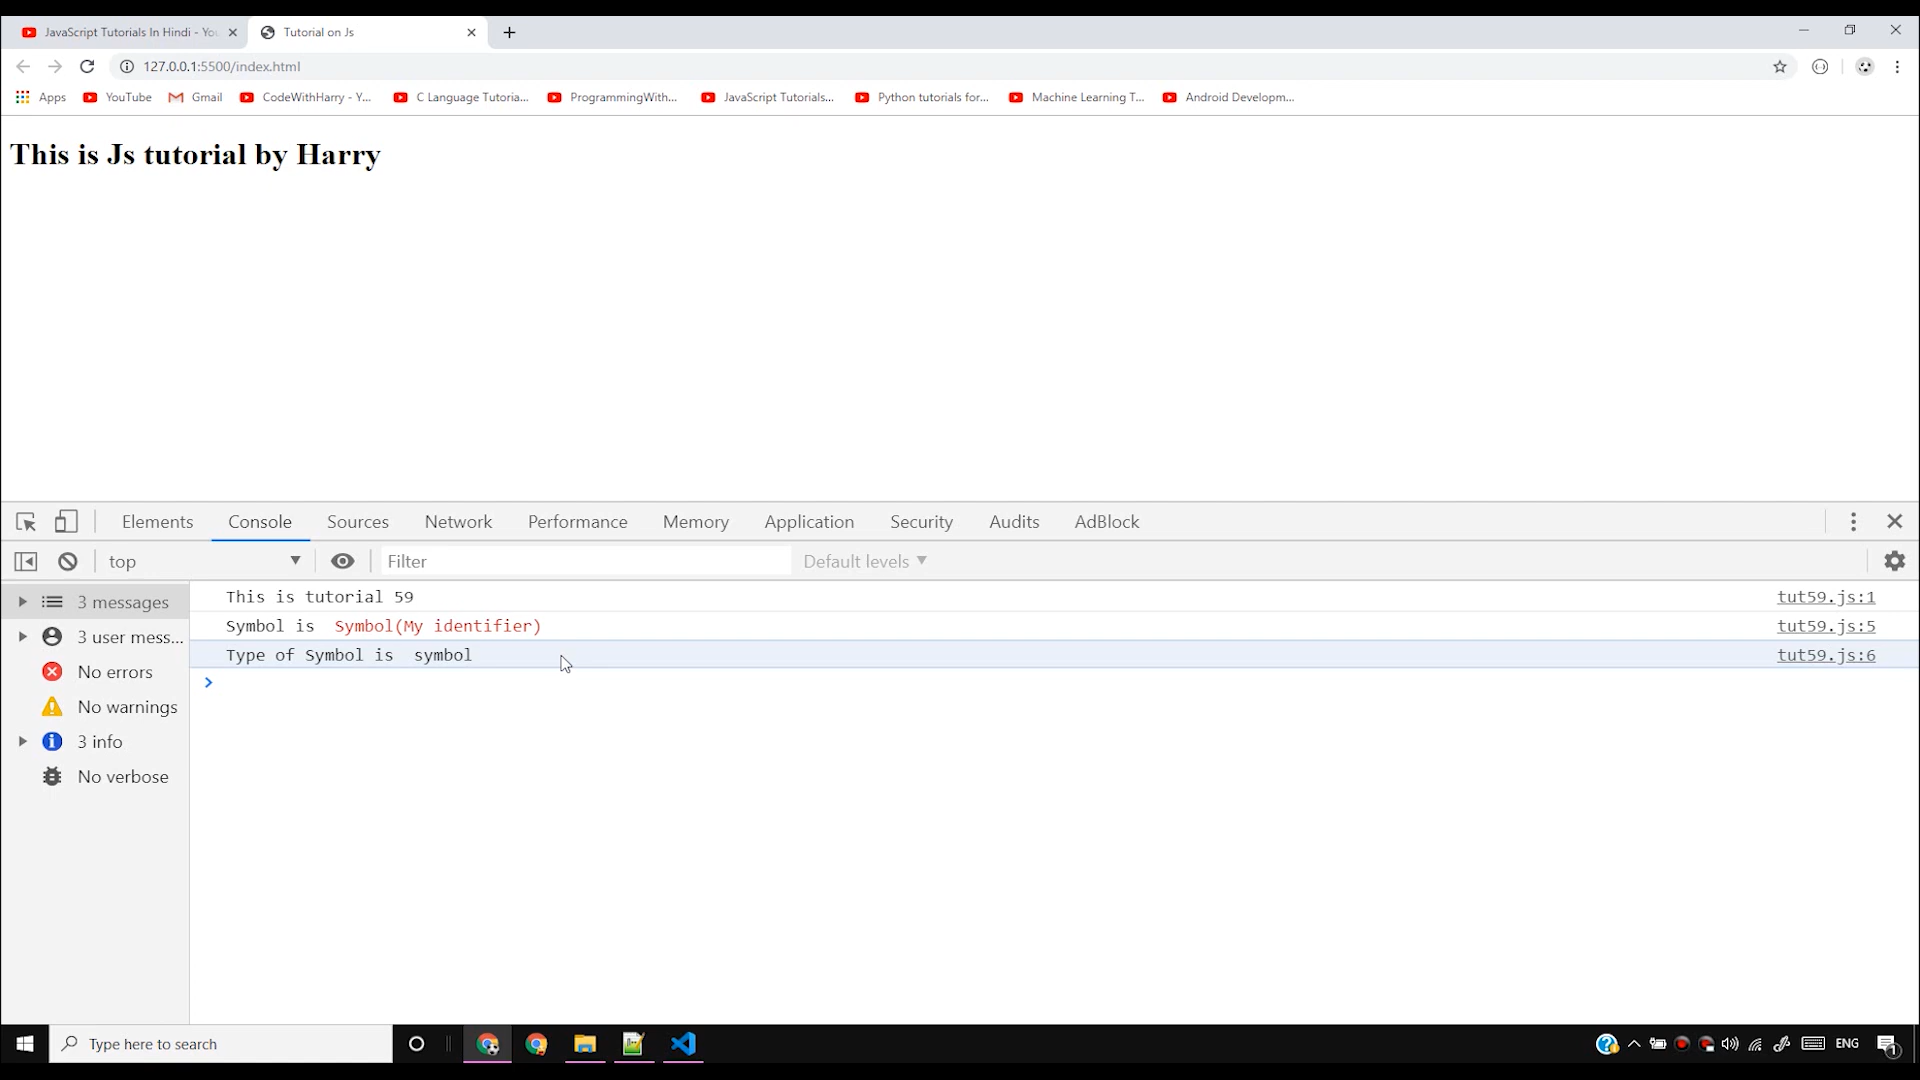 JavaScript Tutorials In Hindi - You
Tutorial on Js
127.0.0.1:5500/index.html
Apps
YouTube
Gmail
CodeWithHarry - Y...
C Language Tutoria...
ProgrammingWith...
JavaScript Tutorials...
Python tutorials for...
Machine Learning T...
Android Developm...
This is Js tutorial by Harry
Elements
Console
Sources
Network
Performance
Memory
Application
Security
Audits
AdBlock
top
Filter
Default levels
3 messages
3 user mess...
No errors
No warnings
3 info
No verbose
This is tutorial 59
tut59.js:1
Symbol is  Symbol(My identifier)
tut59.js:5
Type of Symbol is  symbol
tut59.js:6
Type here to search
ENG
1